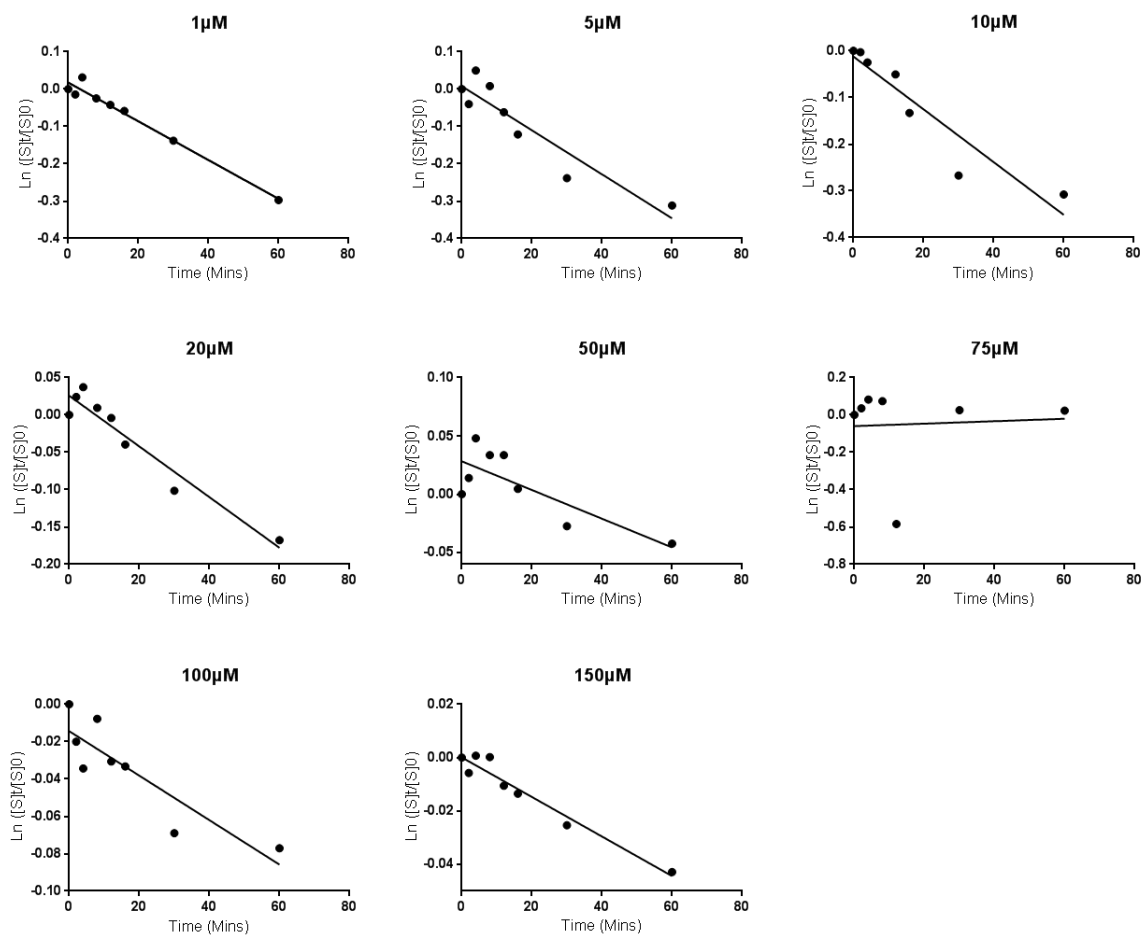 1µM
Ln ([S]t/[S]0)
0.1
0.0
-0.1
-0.2
-0.3
-0.4
0 20 40 60 80
Time (Mins)
5µM
Ln ([S]t/[S]0)
0.1
0.0
-0.1
-0.2
-0.3
-0.4
0 20 40 60 80
Time (Mins)
10µM
Ln ([S]t/[S]0)
0.0
-0.1
-0.2
-0.3
-0.4
0 20 40 60 80
Time (Mins)
20µM
Ln ([S]t/[S]0)
0.05
0.00
-0.05
-0.10
-0.15
-0.20
0 20 40 60 80
Time (Mins)
50µM
Ln ([S]t/[S]0)
0.10
0.05
0.00
-0.05
0 20 40 60 80
Time (Mins)
75µM
Ln ([S]t/[S]0)
0.2
0.0
-0.2
-0.4
-0.6
-0.8
0 20 40 60 80
Time (Mins)
100µM
Ln ([S]t/[S]0)
0.00
-0.02
-0.04
-0.06
-0.08
-0.10
0 20 40 60 80
Time (Mins)
150µM
Ln ([S]t/[S]0)
0.02
0.00
-0.02
-0.04
0 20 40 60 80
Time (Mins)